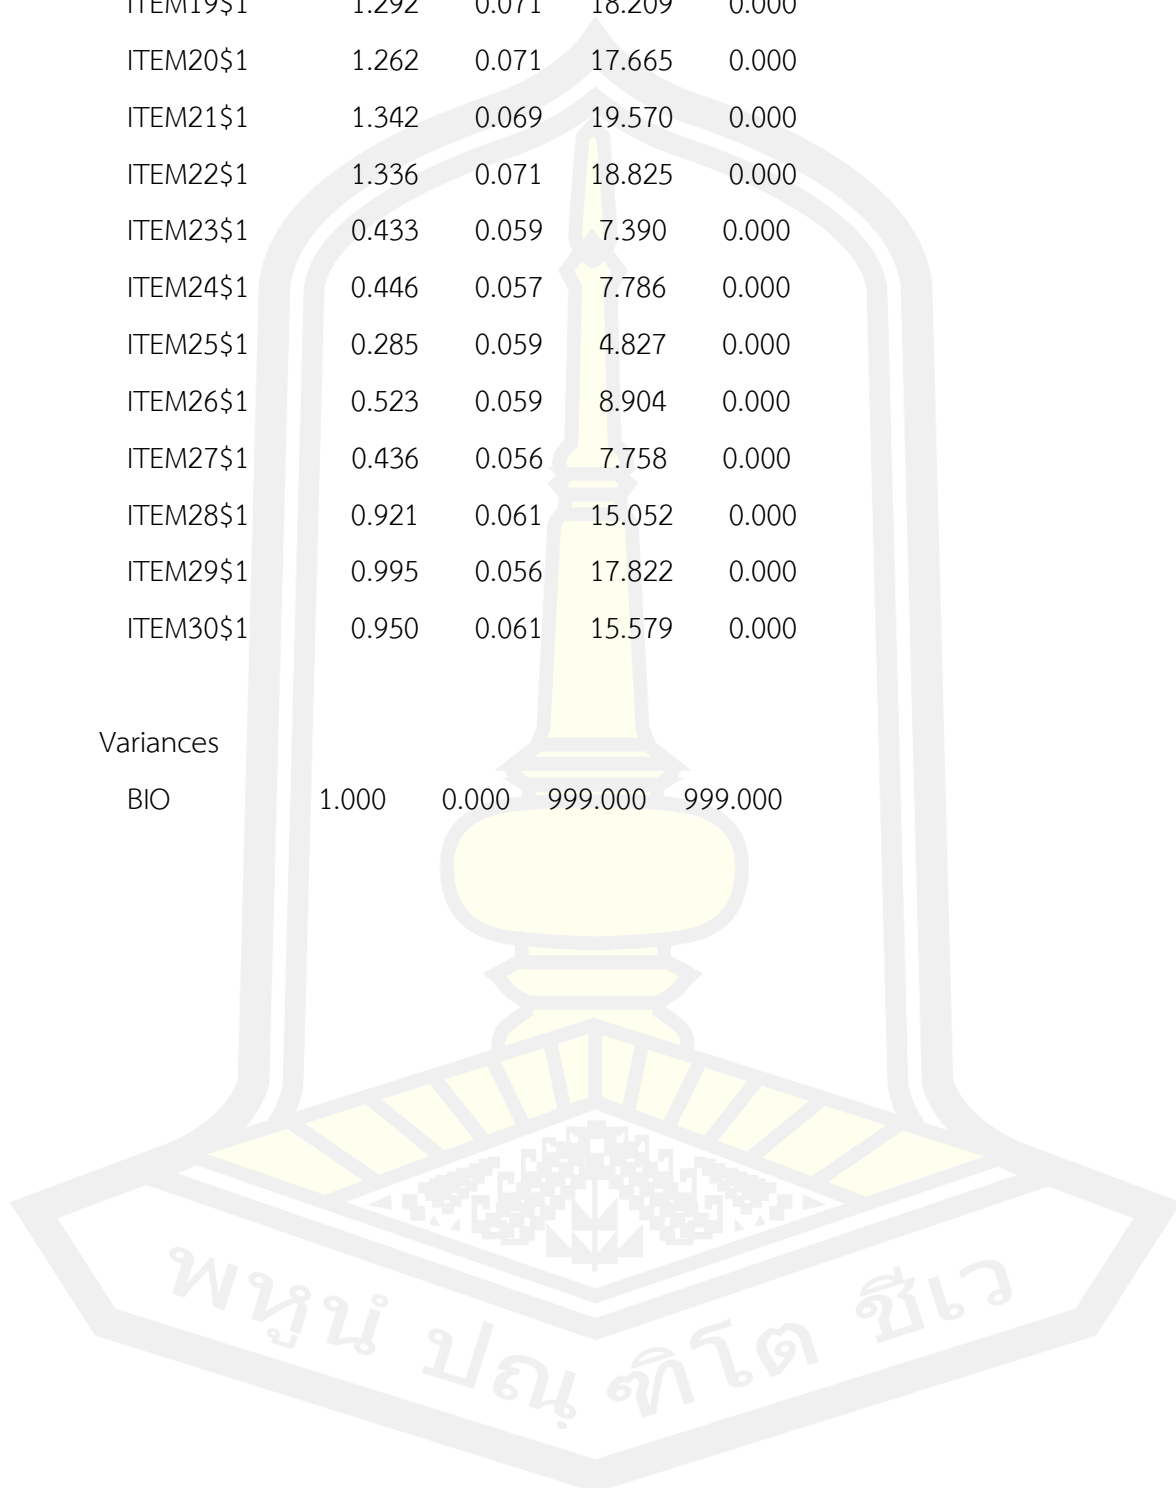 ITEM19$1 1.292 0.071 18.209 0.000
ITEM20$1 1.262 0.071 17.665 0.000
ITEM21$1 1.342 0.069 19.570 0.000
ITEM22$1 1.336 0.071 18.825 0.000
ITEM23$1 0.433 0.059 7.390 0.000
ITEM24$1 0.446 0.057 7.786 0.000
ITEM25$1 0.285 0.059 4.827 0.000
ITEM26$1 0.523 0.059 8.904 0.000
ITEM27$1 0.436 0.056 7.758 0.000
ITEM28$1 0.921 0.061 15.052 0.000
ITEM29$1 0.995 0.056 17.822 0.000
ITEM30$1 0.950 0.061 15.579 0.000
Variances
BIO 1.000 0.000 999.000 999.000
พหูนํ ปณฺฑิโต ชีเว